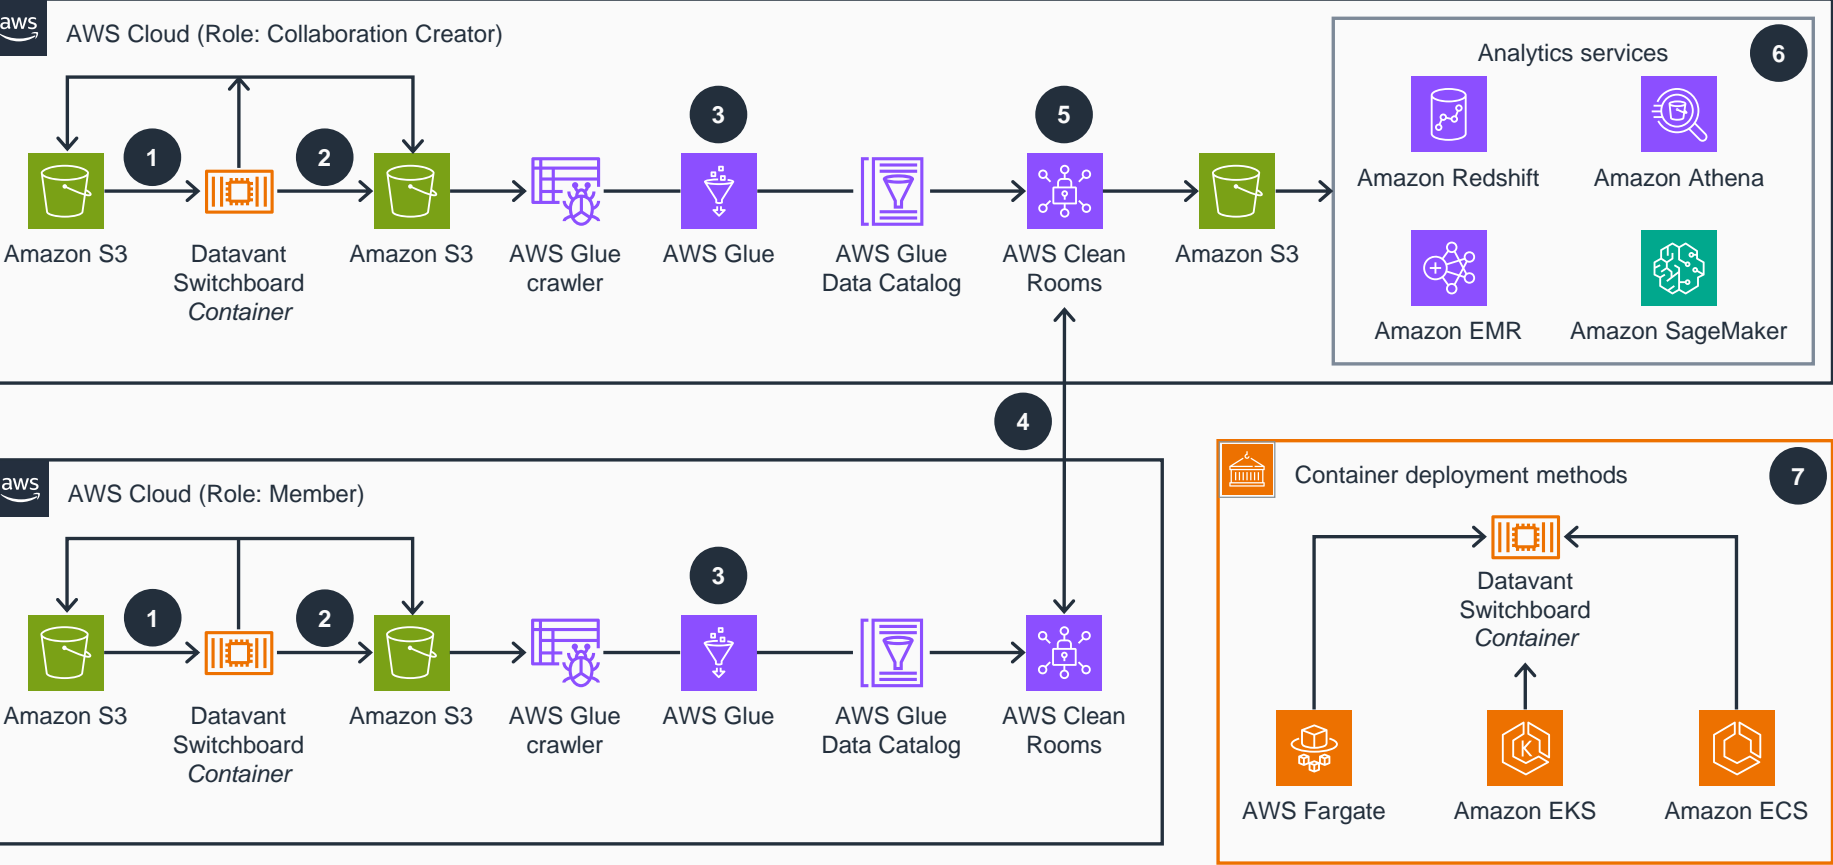 aws
AWS Cloud (Role: Collaboration Creator)
Analytics services
6
3
5
1
2
Amazon Redshift
Amazon Athena
Amazon S3
Datavant
Switchboard
Container
Amazon S3
AWS Glue
crawler
AWS Glue
AWS Glue
Data Catalog
AWS Clean
Rooms
Amazon S3
Amazon EMR
Amazon SageMaker
4
aws
AWS Cloud (Role: Member)
Container deployment methods
7
3
1
2
Datavant
Switchboard
Container
Amazon S3
Datavant
Switchboard
Container
Amazon S3
AWS Glue
crawler
AWS Glue
AWS Glue
Data Catalog
AWS Clean
Rooms
K
AWS Fargate
Amazon EKS
Amazon ECS